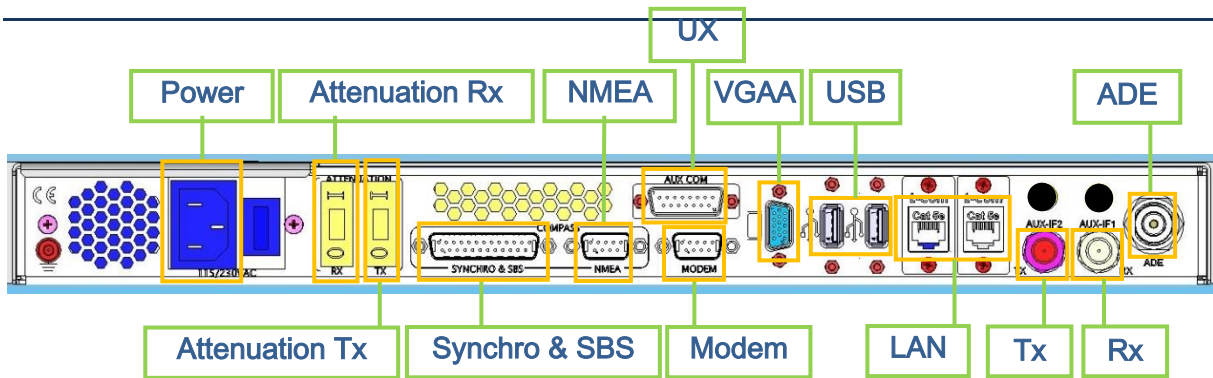 UX
Power
Attenuation Rx
NMEA
VGAA
USB
ADE
CE
ATTENUATION
AUX COM
Cat 5e
Cat 5e
AUX-IF2
AUX-IF1
COMPASS
115/230VAC
RX
TX
SYNCHRO & SBS
NMEA
MODEM
TX
RX
ADE
Attenuation Tx
Synchro & SBS
Modem
LAN
Tx
Rx